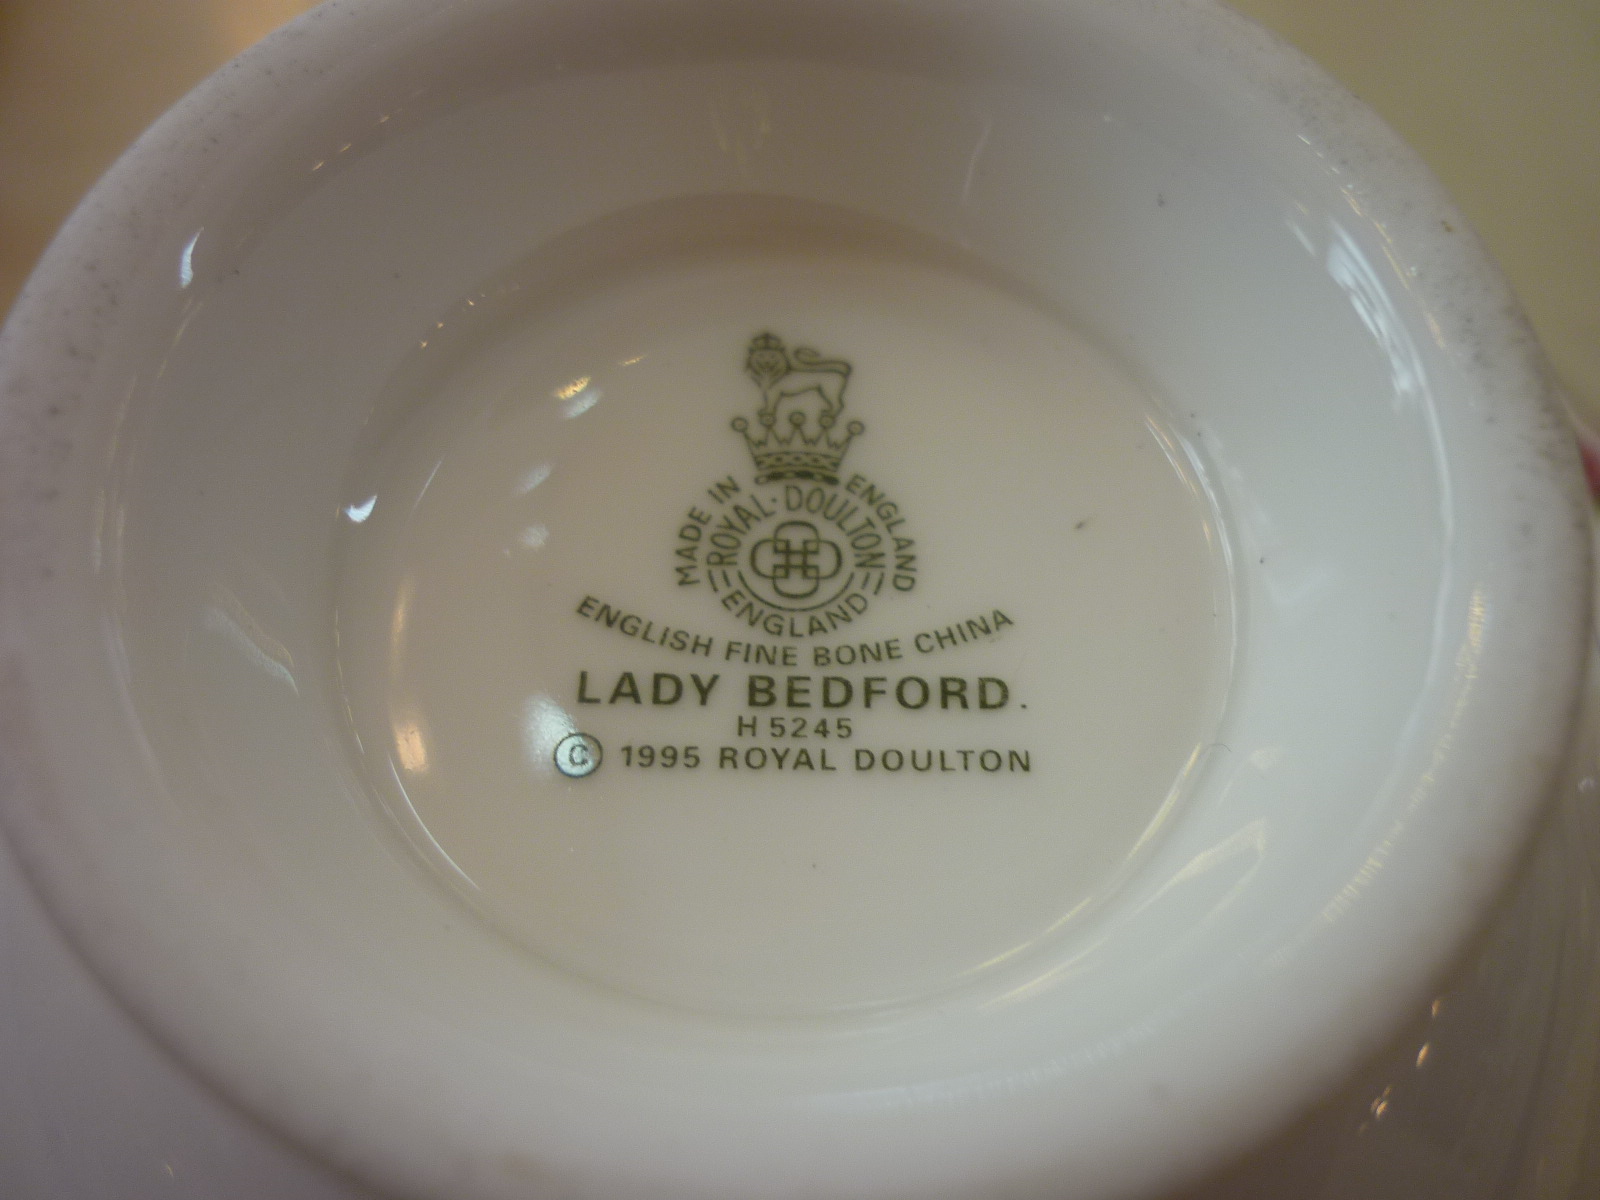 MADE IN ENGLAND
ROYAL·DOULTON
ENGLAND
ENGLISH FINE BONE CHINA
LADY BEDFORD.
H 5245
© 1995 ROYAL DOULTON